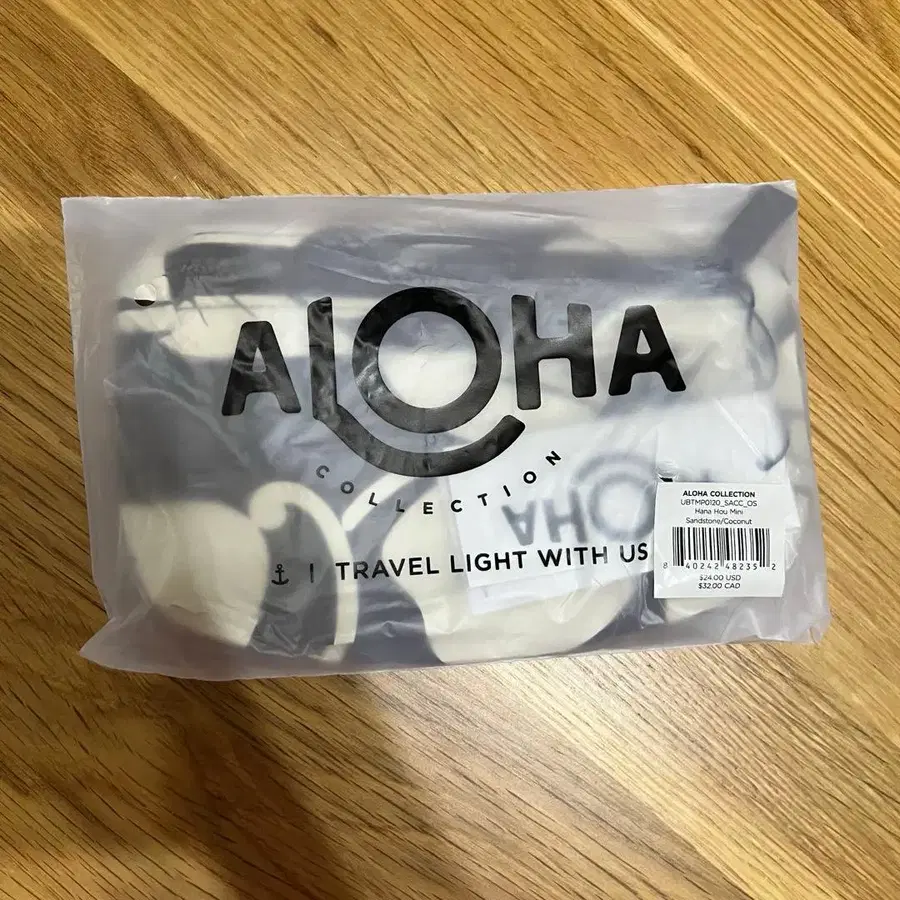 ALOHA
COLLECTION
TRAVEL LIGHT WITH US
ALOHA
ALOHA COLLECTION
UBTMP0120_SACC_OS
Hana Hou Mini
Sandstone/Coconut
8 40242 48235 2
$24.00 USD
$32.00 CAD